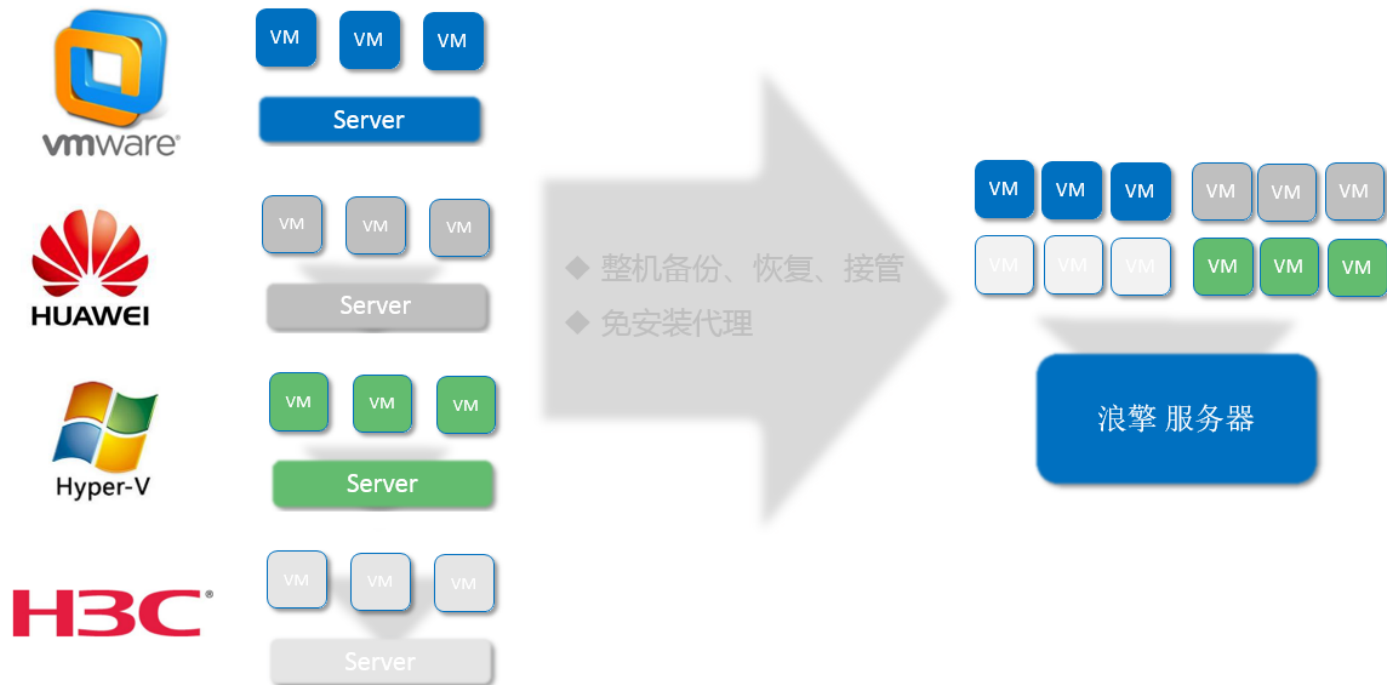 vmware®
VM VM VM
Server
HUAWEI
VM VM VM
Server
Hyper-V
VM VM VM
Server
H3C®
VM VM VM
Server
◆ 整机备份、恢复、接管
◆ 免安装代理
VM VM VM VM VM VM
VM VM VM VM VM VM
浪擎 服务器